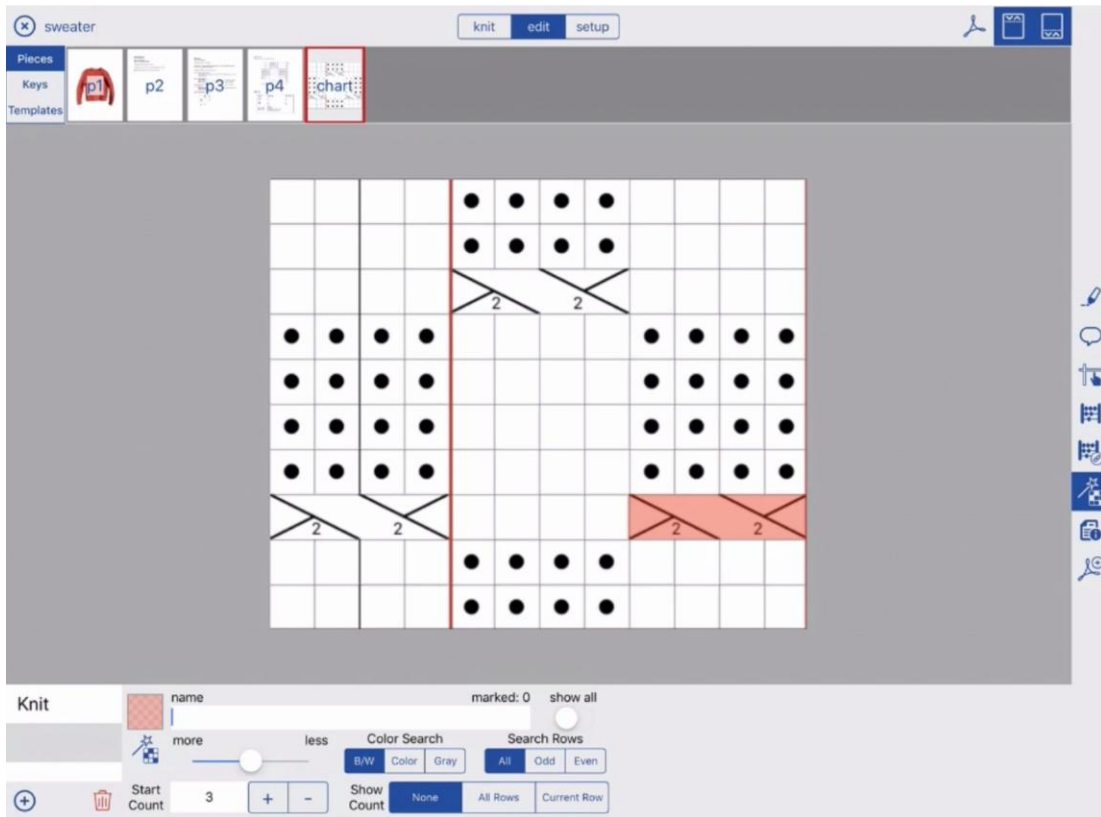 sweater
knit edit setup
Pieces
Keys
Templates
p1 p2 p3 p4 chart
2 2
2 2 2 2
Knit
name marked: 0 show all
more less Color Search Search Rows
B/W Color Gray All Odd Even
Start Count 3 + - Show Count None All Rows Current Row